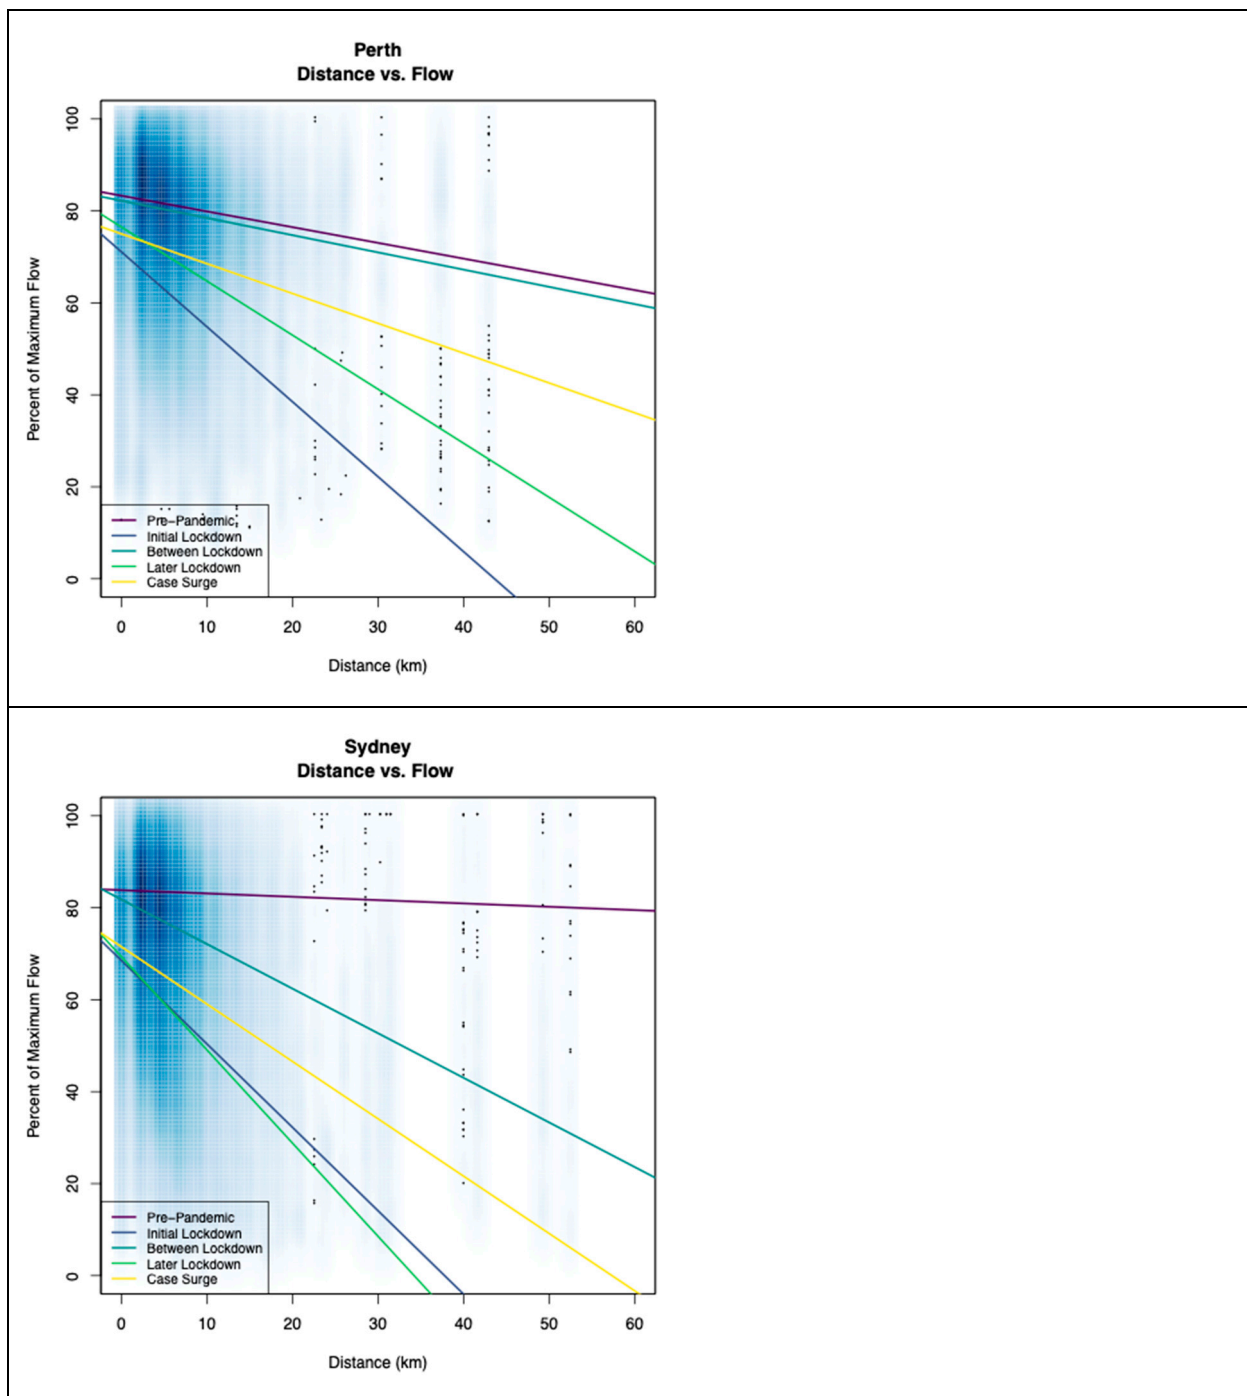 Perth
Distance vs. Flow
100
80
60
40
20
0
Percent of Maximum Flow
Pre-Pandemic
Initial Lockdown
Between Lockdown
Later Lockdown
Case Surge
0 10 20 30 40 50 60
Distance (km)
Sydney
Distance vs. Flow
100
80
60
40
20
0
Percent of Maximum Flow
Pre-Pandemic
Initial Lockdown
Between Lockdown
Later Lockdown
Case Surge
0 10 20 30 40 50 60
Distance (km)